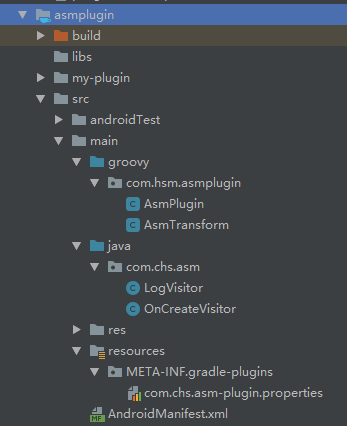 asmplugin
build
libs
my-plugin
src
androidTest
main
groovy
com.hsm.asmplugin
AsmPlugin
AsmTransform
java
com.chs.asm
LogVisitor
OnCreateVisitor
res
resources
META-INF.gradle-plugins
com.chs.asm-plugin.properties
AndroidManifest.xml